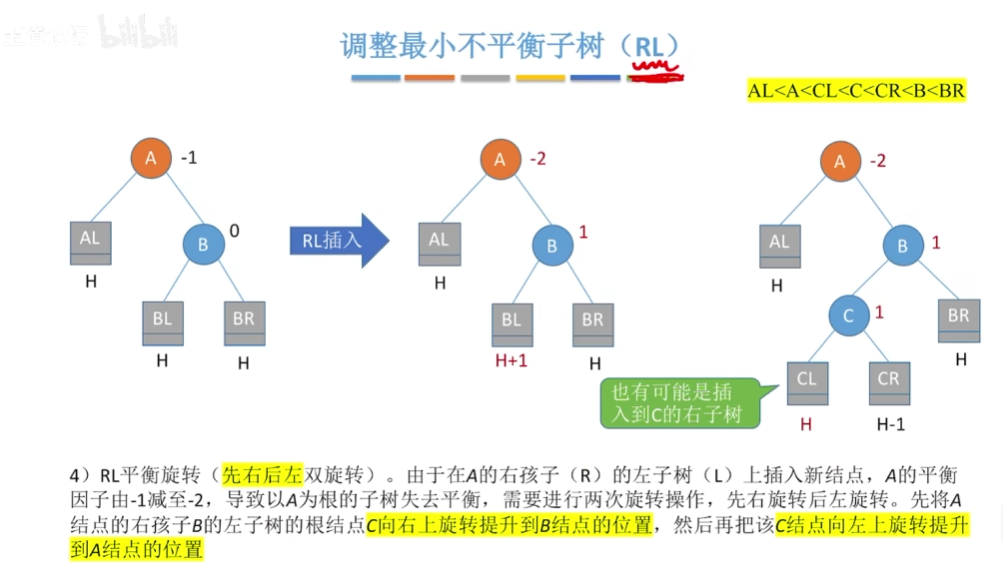 bilibili
调整最小不平衡子树（RL）
AL<A<CL<C<CR<B<BR
A -1
AL
H
B 0
BL
H
BR
H
RL插入
A -2
AL
H
B 1
BL
H+1
BR
H
A -2
AL
H
B 1
C 1
BR
H
CL
H
CR
H-1
也有可能是插
入到C的右子树
4）RL平衡旋转（先右后左双旋转）。由于在A的右孩子（R）的左子树（L）上插入新结点，A的平衡
因子由-1减至-2，导致以A为根的子树失去平衡，需要进行两次旋转操作，先右旋转后左旋转。先将A
结点的右孩子B的左子树的根结点C向右上旋转提升到B结点的位置，然后再把该C结点向左上旋转提升
到A结点的位置